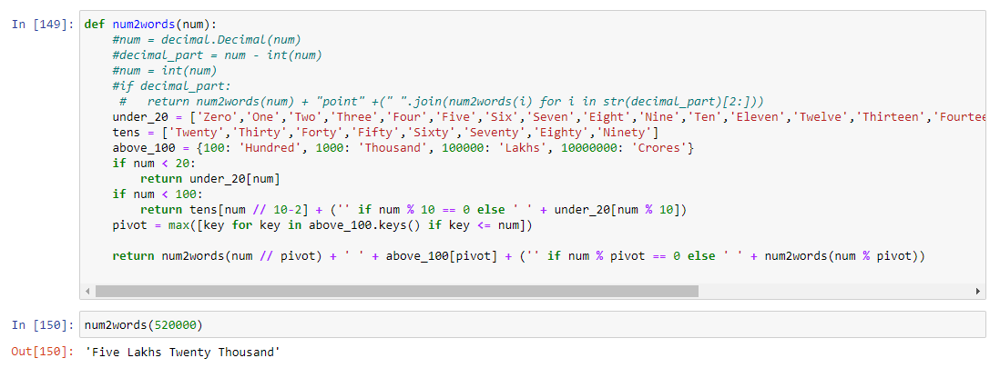 In [149]: def num2words(num):
    #num = decimal.Decimal(num)
    #decimal_part = num - int(num)
    #num = int(num)
    #if decimal_part:
     #   return num2words(num) + "point" +(" ".join(num2words(i) for i in str(decimal_part)[2:]))
    under_20 = ['Zero','One','Two','Three','Four','Five','Six','Seven','Eight','Nine','Ten','Eleven','Twelve','Thirteen','Fourtee
    tens = ['Twenty','Thirty','Forty','Fifty','Sixty','Seventy','Eighty','Ninety']
    above_100 = {100: 'Hundred', 1000: 'Thousand', 100000: 'Lakhs', 10000000: 'Crores'}
    if num < 20:
        return under_20[num]
    if num < 100:
        return tens[num // 10-2] + ('' if num % 10 == 0 else ' ' + under_20[num % 10])
    pivot = max([key for key in above_100.keys() if key <= num])
    return num2words(num // pivot) + ' ' + above_100[pivot] + ('' if num % pivot == 0 else ' ' + num2words(num % pivot))
In [150]: num2words(520000)
Out[150]: 'Five Lakhs Twenty Thousand'